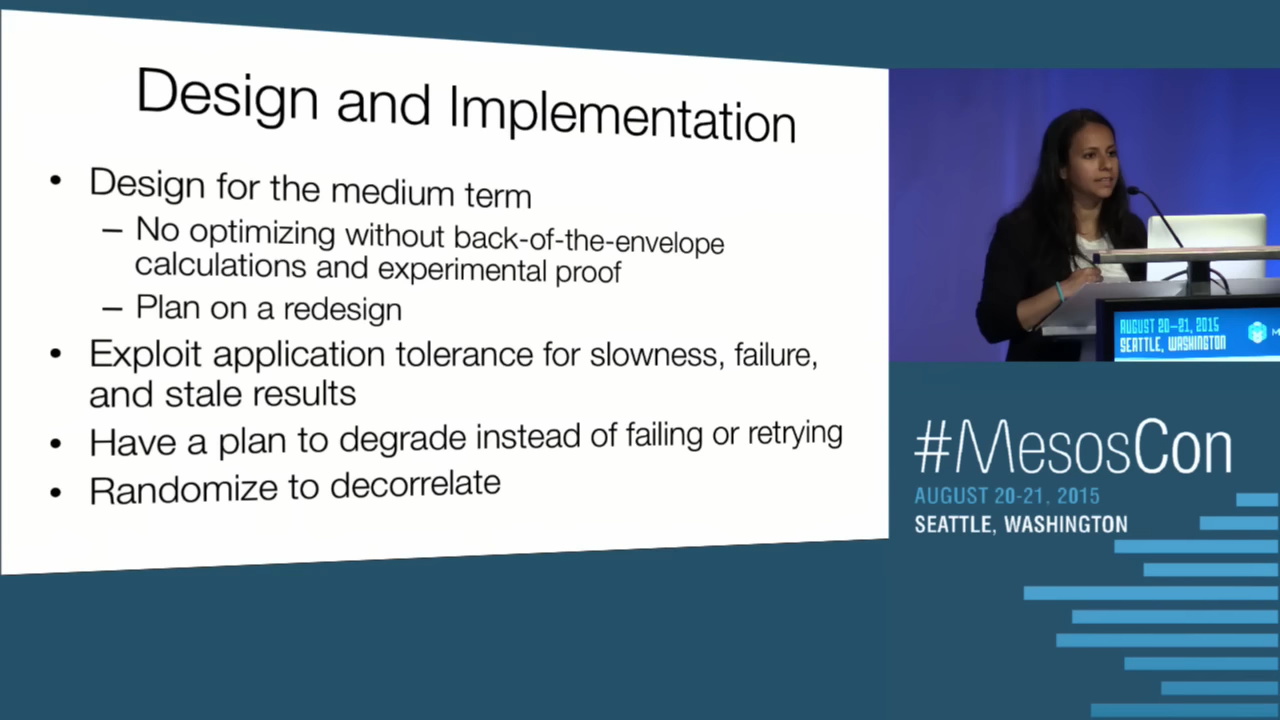 Design and Implementation
• Design for the medium term
– No optimizing without back-of-the-envelope
calculations and experimental proof
– Plan on a redesign
• Exploit application tolerance for slowness, failure,
and stale results
• Have a plan to degrade instead of failing or retrying
• Randomize to decorrelate
AUGUST 20-21, 2015
SEATTLE, WASHINGTON
M
#MesosCon
AUGUST 20-21, 2015
SEATTLE, WASHINGTON